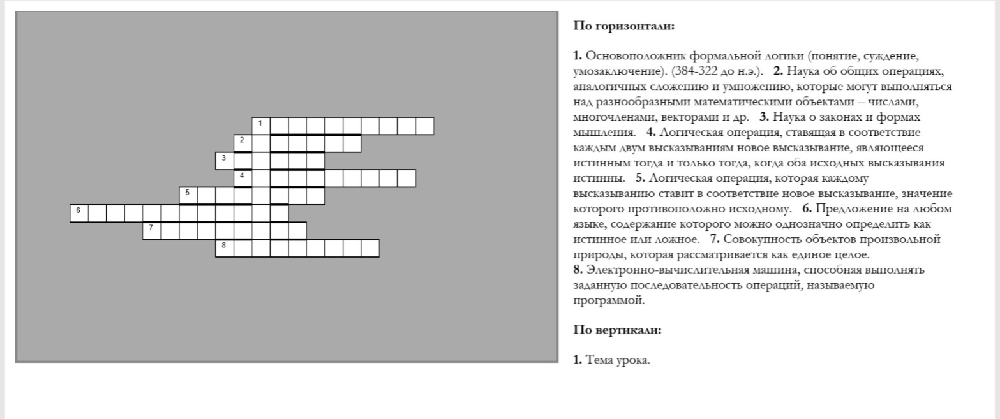 1
2
3
4
5
6
7
8
По горизонтали:
1. Основоположник формальной логики (понятие, суждение,
умозаключение). (384-322 до н.э.). 2. Наука об общих операциях,
аналогичных сложению и умножению, которые могут выполняться
над разнообразными математическими объектами – числами,
многочленами, векторами и др. 3. Наука о законах и формах
мышления. 4. Логическая операция, ставящая в соответствие
каждым двум высказываниям новое высказывание, являющееся
истинным тогда и только тогда, когда оба исходных высказывания
истинны. 5. Логическая операция, которая каждому
высказыванию ставит в соответствие новое высказывание, значение
которого противоположно исходному. 6. Предложение на любом
языке, содержание которого можно однозначно определить как
истинное или ложное. 7. Совокупность объектов произвольной
природы, которая рассматривается как единое целое.
8. Электронно-вычислительная машина, способная выполнять
заданную последовательность операций, называемую
программой.
По вертикали:
1. Тема урока.